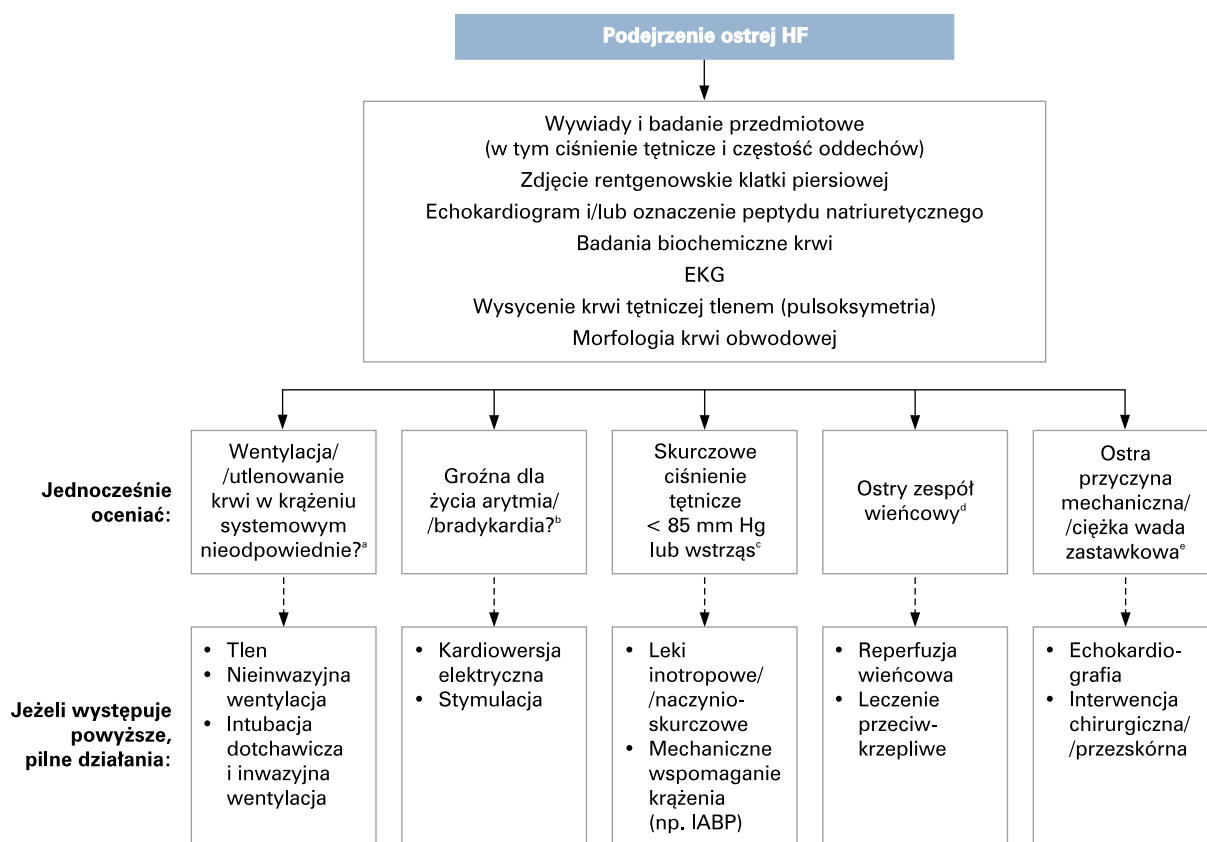 Podejrzenie ostrej HF
Wywiady i badanie przedmiotowe
(w tym ciśnienie tętnicze i częstość oddechów)
Zdjęcie rentgenowskie klatki piersiowej
Echokardiogram i/lub oznaczenie peptydu natriuretycznego
Badania biochemiczne krwi
EKG
Wysycenie krwi tętniczej tlenem (pulsoksymetria)
Morfologia krwi obwodowej
Jednocześnie
oceniać:
Wentylacja/
/utlenowanie
krwi w krążeniu
systemowym
nieodpowiednie?a
Groźna dla
życia arytmia/
/bradykardia?b
Skurczowe
ciśnienie
tętnicze
< 85 mm Hg
lub wstrząsc
Ostry zespół
wieńcowyd
Ostra
przyczyna
mechaniczna/
/ciężka wada
zastawkowae
Jeżeli występuje
powyższe,
pilne działania:
• Tlen
• Nieinwazyjna
wentylacja
• Intubacja
dotchawicza
i inwazyjna
wentylacja
• Kardiowersja
elektryczna
• Stymulacja
• Leki
inotropowe/
/naczynio-
skurczowe
• Mechaniczne
wspomaganie
krążenia
(np. IABP)
• Reperfuzja
wieńcowa
• Leczenie
przeciw-
krzepliwe
• Echokardio-
grafia
• Interwencja
chirurgiczna/
/przezskórna